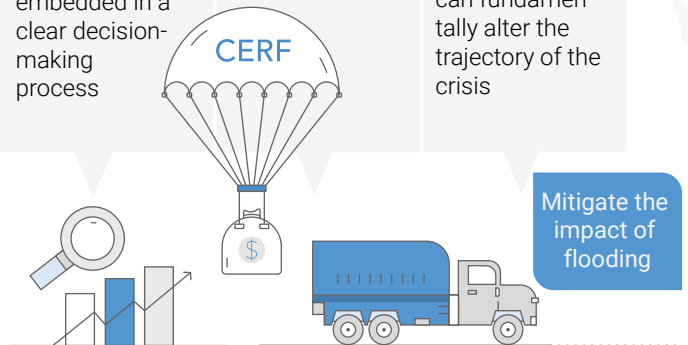 embedded in a
clear decision-
making
process
CERF
can fundamen
tally alter the
trajectory of the
crisis
$
Mitigate the
impact of
flooding